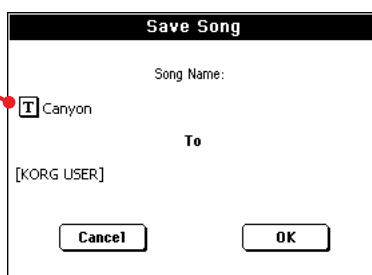 Save Song
Song Name:
T Canyon
To
[KORG USER]
Cancel OK